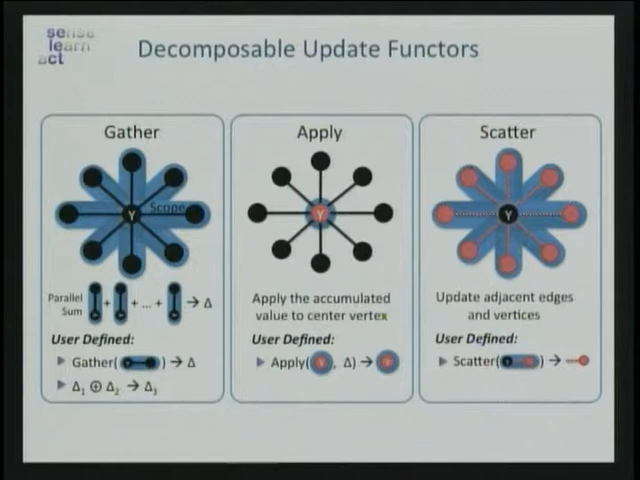 sense
learn
act
Decomposable Update Functors
Gather
Scope
Y
Parallel
Sum
+ + ... + → Δ
User Defined:
Gather( ) → Δ
Δ₁ ⊕ Δ₂ → Δ₃
Apply
Y
Apply the accumulated
value to center vertex
User Defined:
Apply( Y , Δ) → Y
Scatter
Y
Update adjacent edges
and vertices
User Defined:
Scatter( Y ) →